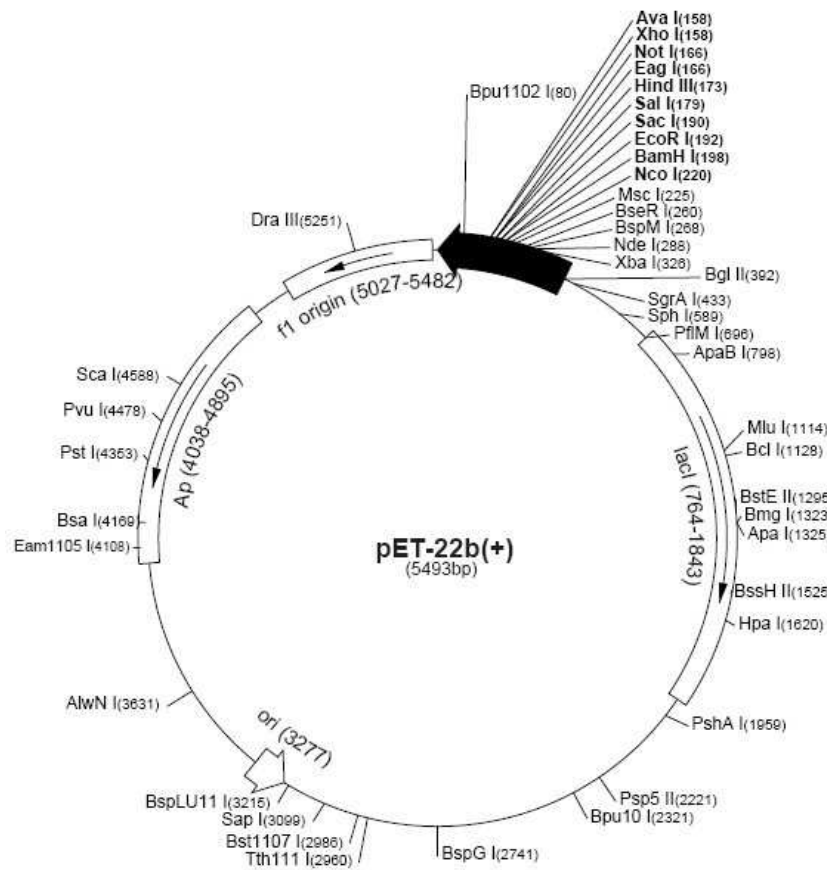 Ava I(158)
Xho I(158)
Not I(166)
Eag I(166)
Hind III(173)
Sal I(179)
Sac I(190)
EcoR I(192)
BamH I(198)
Nco I(220)
Msc I(225)
BseR I(260)
BspM I(268)
Nde I(288)
Xba I(326)
Bgl II(392)
SgrA I(433)
Sph I(589)
PflM I(696)
ApaB I(798)
Mlu I(1114)
Bcl I(1128)
BstE II(1295
Bmg I(1323
Apa I(1325
BssH II(1525
Hpa I(1620)
PshA I(1959)
Psp5 II(2221)
Bpu10 I(2321)
BspG I(2741)
Tth111 I(2960)
Bst1107 I(2986)
Sap I(3099)
BspLU11 I(3215)
AlwN I(3631)
Eam1105 I(4108)
Bsa I(4169)
Pst I(4353)
Pvu I(4478)
Sca I(4588)
Dra III(5251)
Bpu1102 I(80)
f1 origin (5027-5482)
Ap (4038-4895)
lacI (764-1843)
ori (3277)
pET-22b(+)
(5493bp)